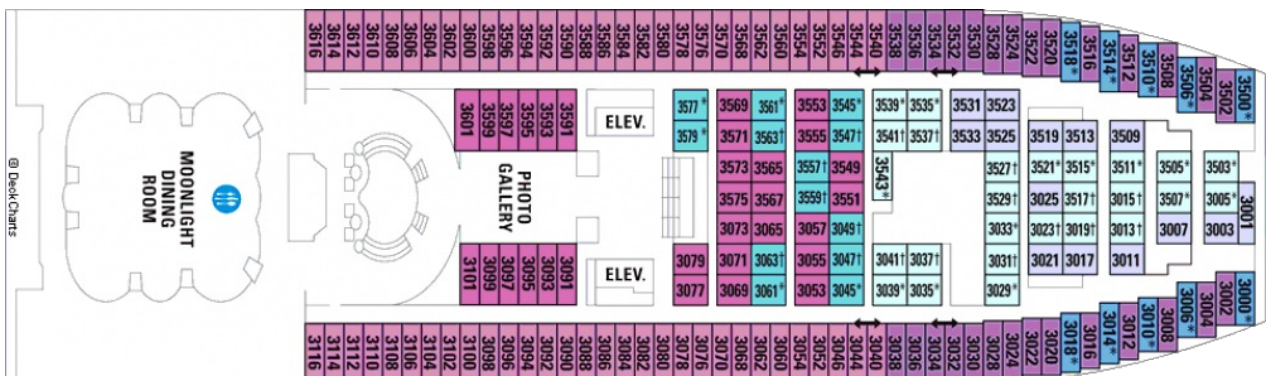 3616 3614 3612 3610 3608 3606 3604 3602 3600 3598 3596 3594 3592 3590 3588 3586 3584 3582 3580 3578 3576 3570 3568 3562 3560 3554 3552 3546 3544 3540 3538 3536 3534 3532 3530 3528 3524 3522 3520 3518* 3516 3514* 3512 3510* 3508 3506* 3504 3502 3500*
3601 3599 3597 3595 3593 3591
ELEV.
3577* 3569 3561* 3553 3545* 3539* 3535* 3531 3523
3579* 3571 3563† 3555 3547† 3541† 3537† 3533 3525 3519 3513 3509
3573 3565 3557† 3549 3543* 3527† 3521* 3515* 3511* 3505* 3503*
3575 3567 3559† 3551 3529† 3025 3517† 3015† 3507* 3005* 3001
3073 3065 3057 3049† 3033* 3023† 3019† 3013† 3007 3003
3079 3071 3063† 3055 3047† 3041† 3037† 3031† 3021 3017 3011
3077 3069 3061* 3053 3045* 3039* 3035* 3029*
@ DeckCharts
MOONLIGHT
DINING
ROOM
PHOTO
GALLERY
3101 3099 3097 3095 3093 3091
ELEV.
3116 3114 3112 3110 3108 3106 3104 3102 3100 3098 3096 3094 3092 3090 3088 3086 3084 3082 3080 3078 3076 3070 3068 3062 3060 3054 3052 3046 3044 3040 3038 3036 3034 3032 3030 3028 3024 3022 3020 3018* 3016 3014* 3012 3010* 3008 3006* 3004 3002 3000*